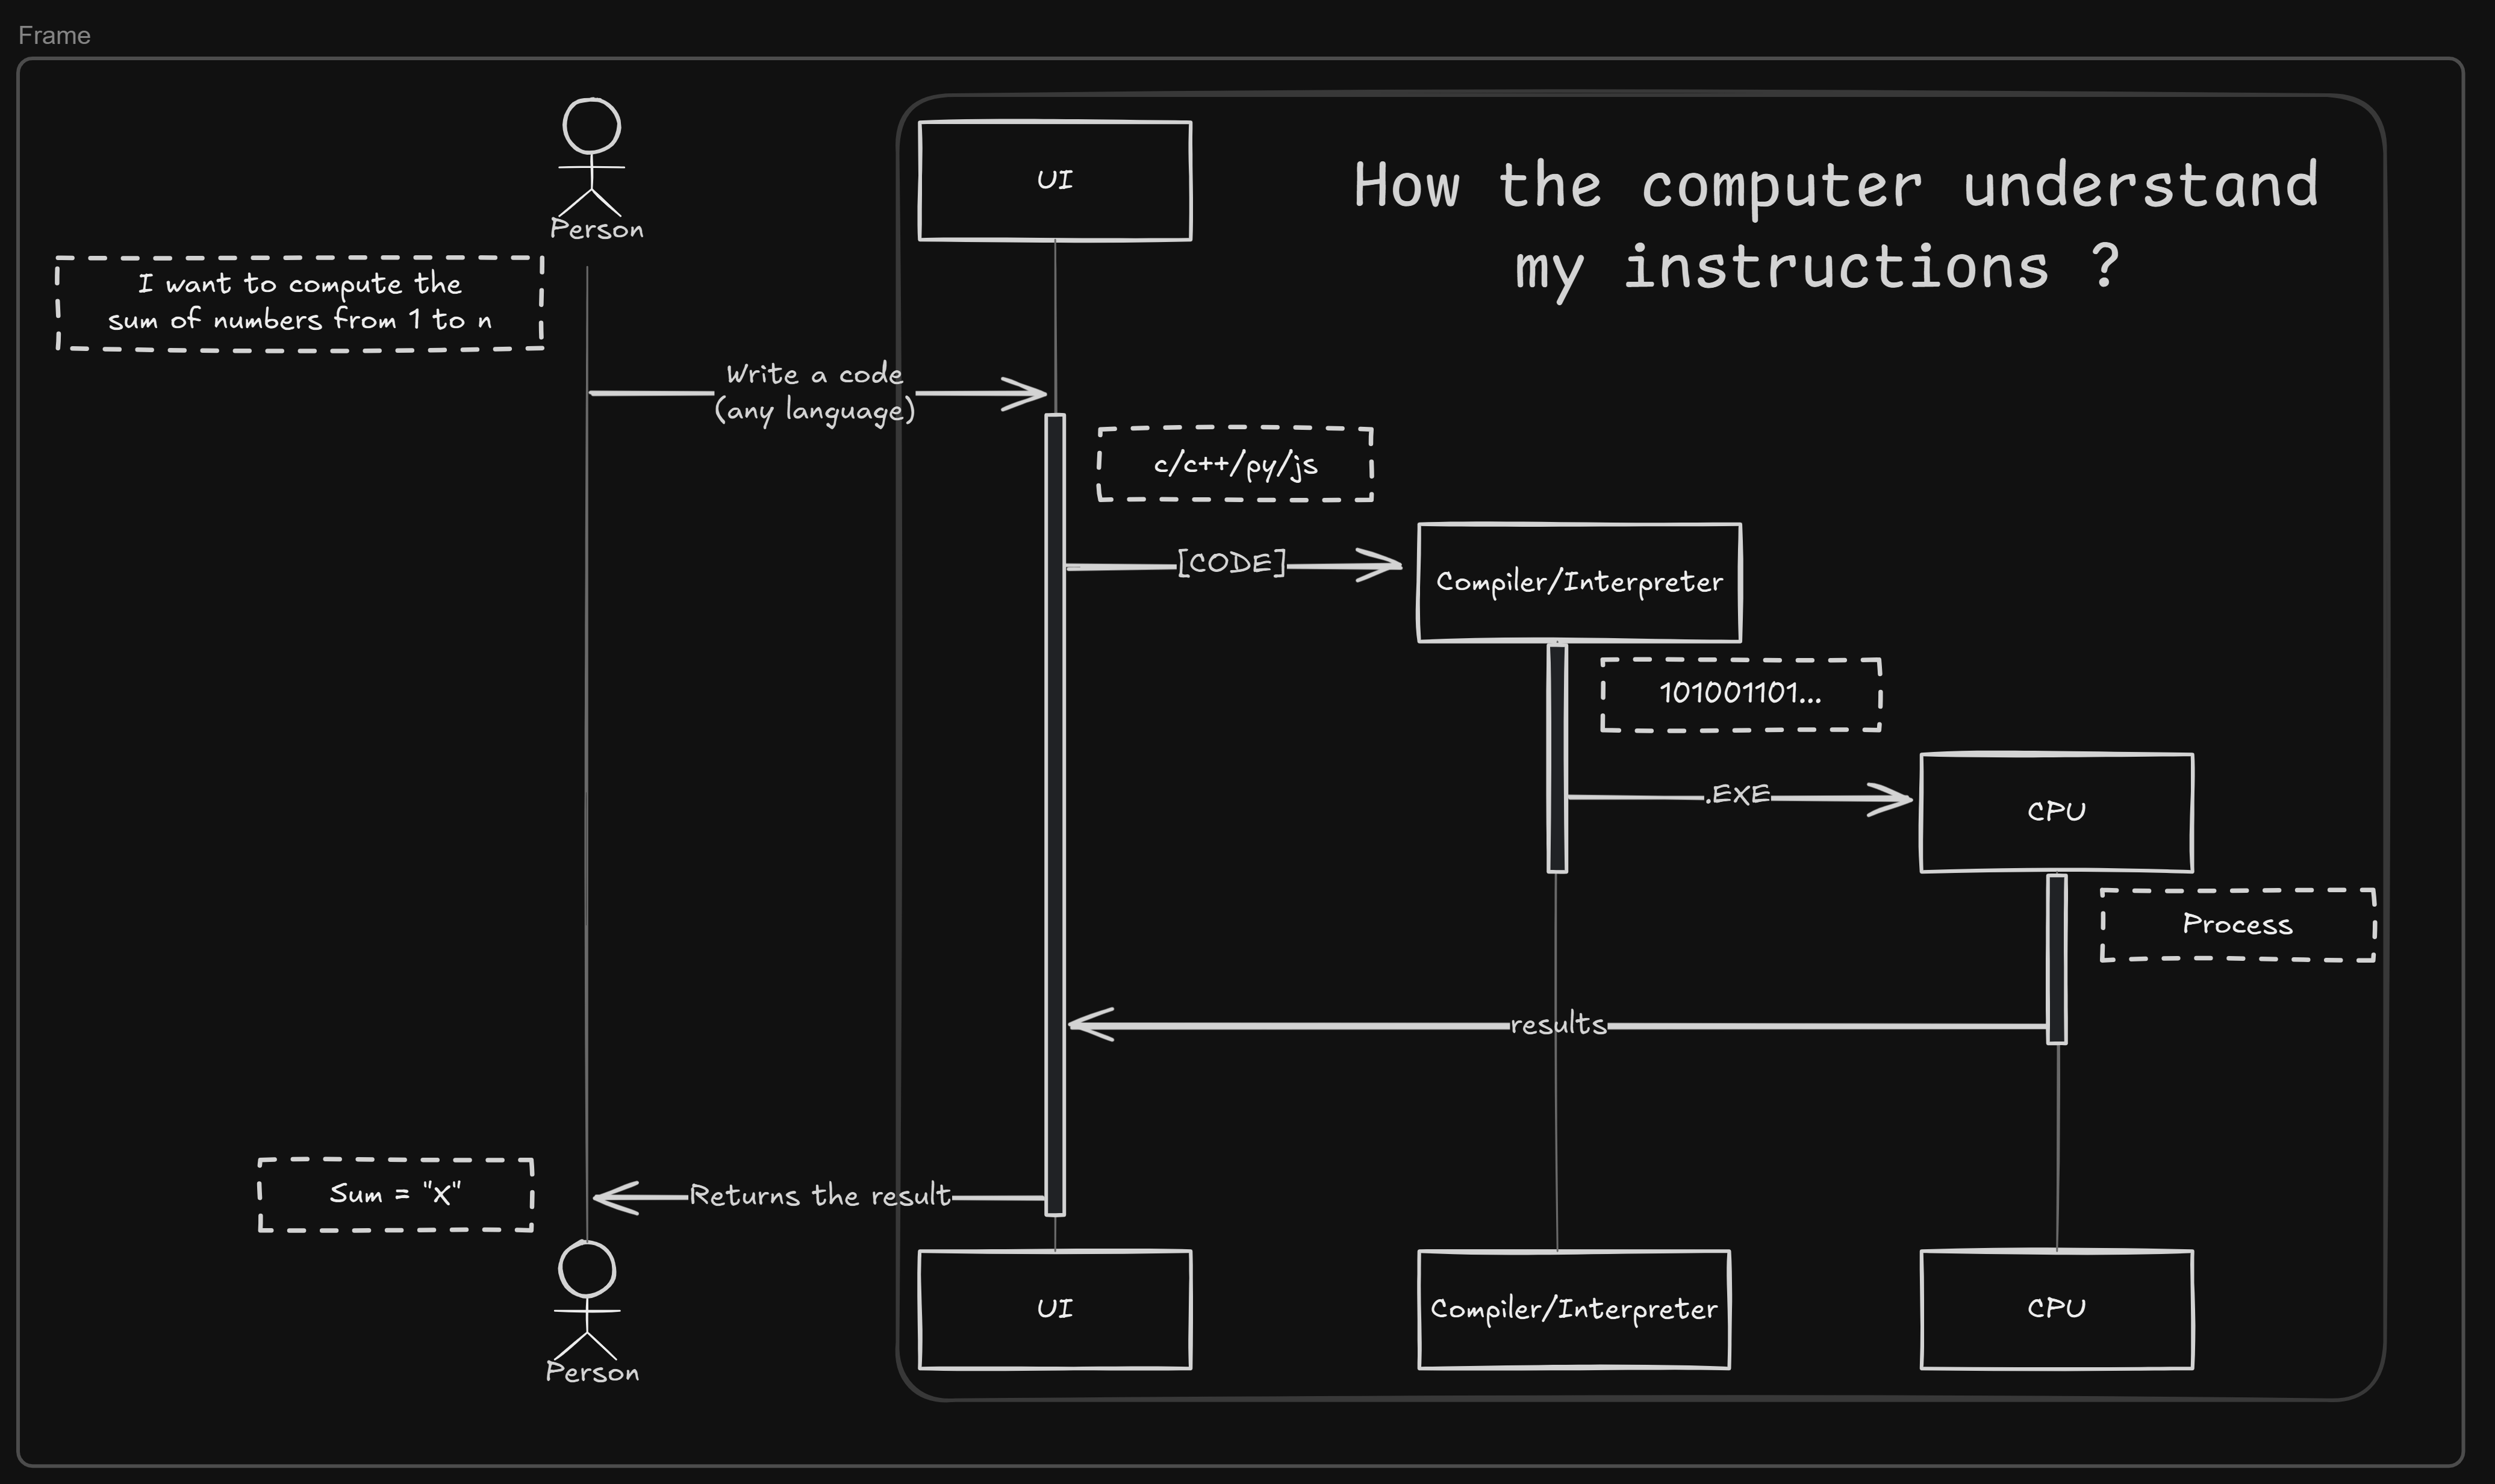 Frame
Person
UI
How the computer understand
my instructions ?
I want to compute the
sum of numbers from 1 to n
Write a code
(any language)
c/c++/py/js
[CODE]
Compiler/Interpreter
101001101...
.EXE
CPU
Process
results
Sum = "X"
Returns the result
Person
UI
Compiler/Interpreter
CPU